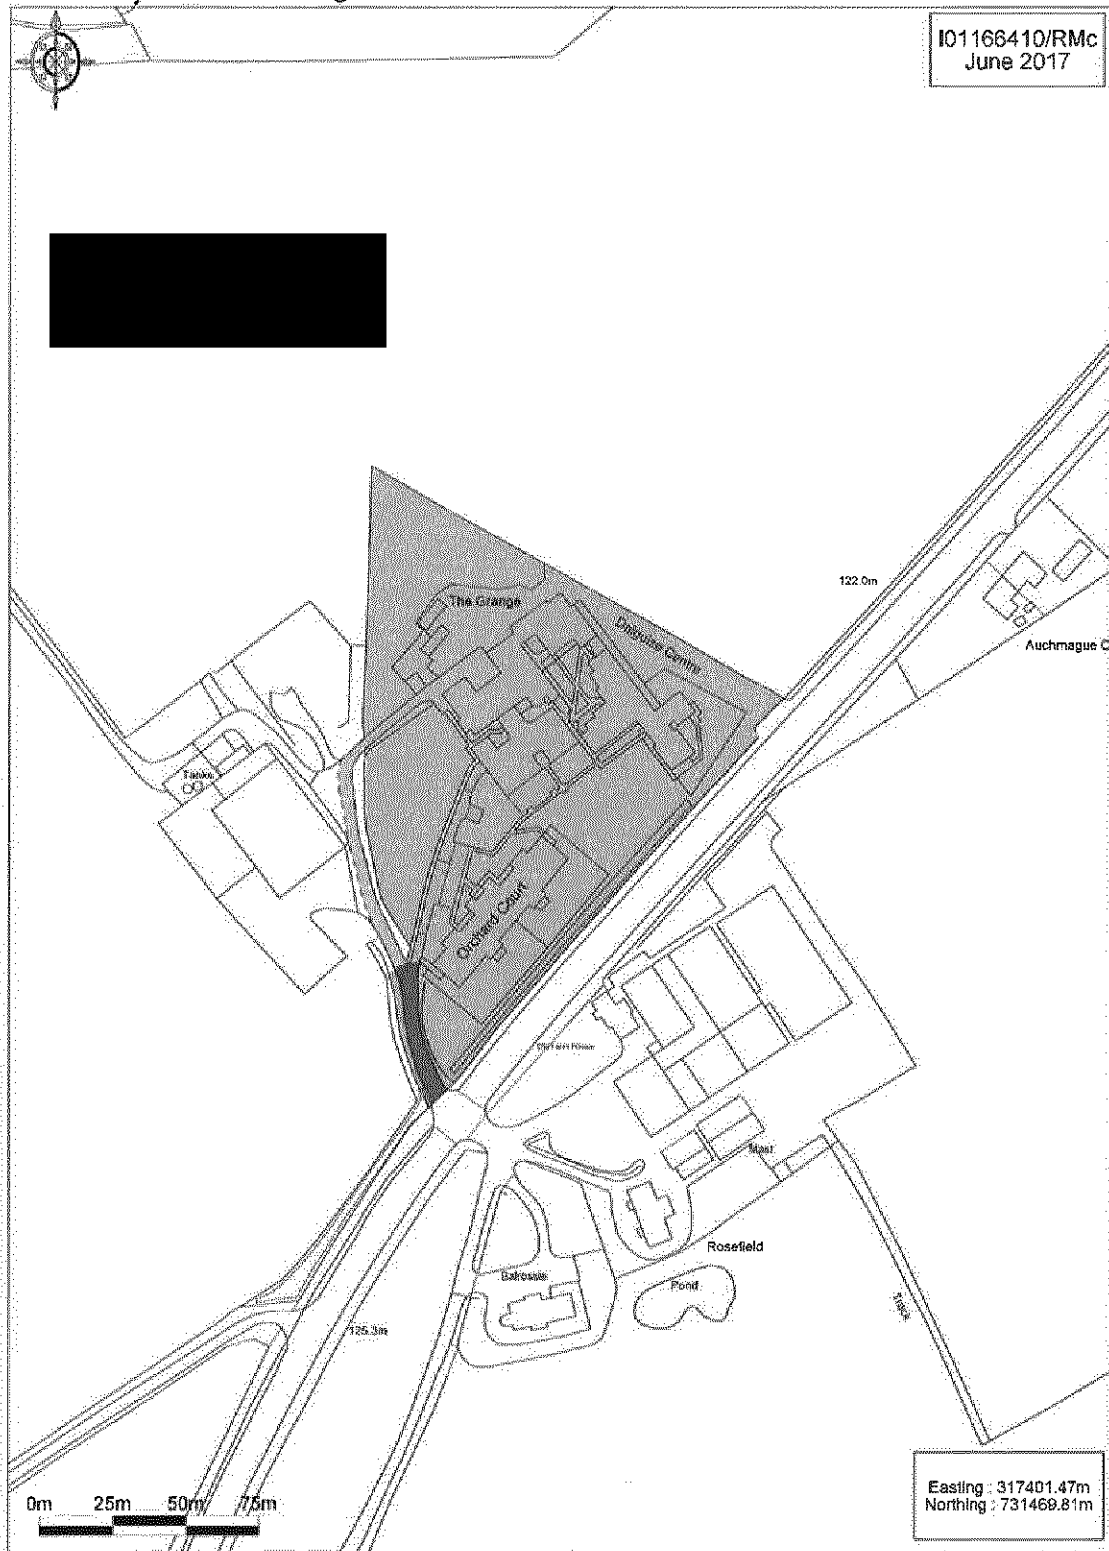 I01166410/RMc
June 2017
The Grange
122.0m
Auchmague C
Tanks
Orchard Court
Mast
Rosefield
Pond
Track
125.3m
0m 25m 50m 75m
Easting : 317401.47m
Northing : 731469.81m